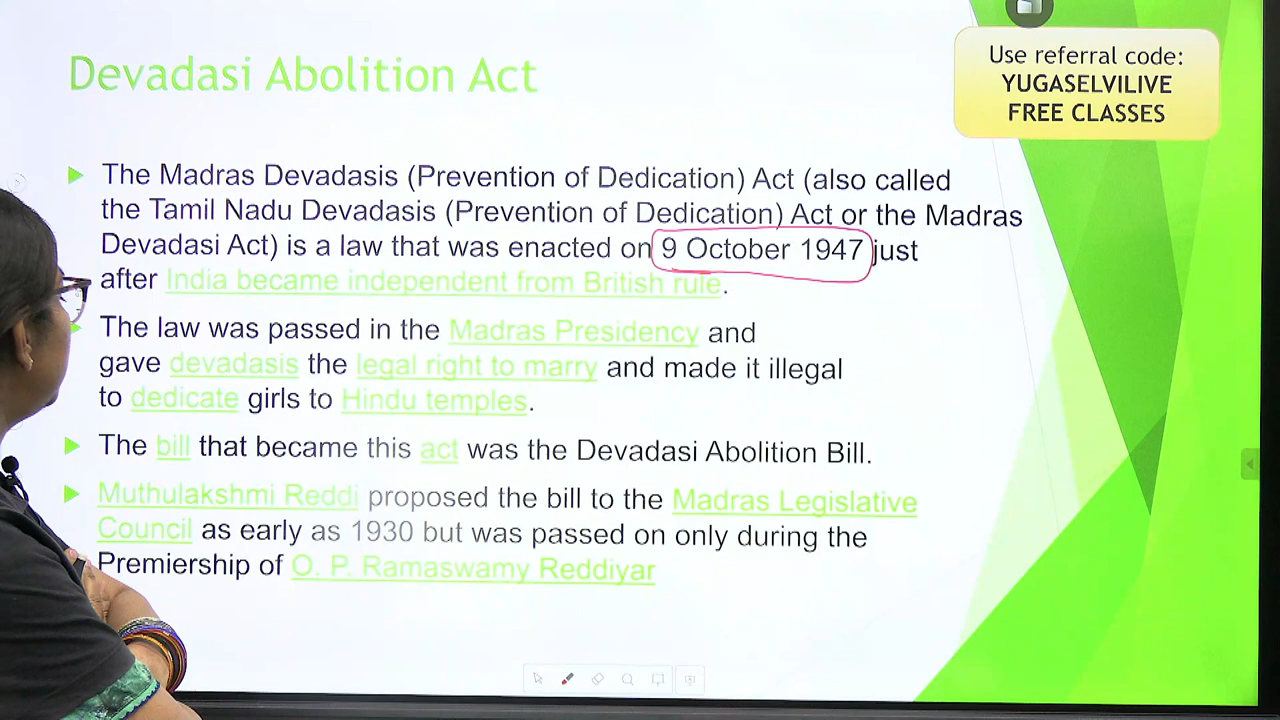 Devadasi Abolition Act
Use referral code:
YUGASELVILIVE
FREE CLASSES
The Madras Devadasis (Prevention of Dedication) Act (also called
the Tamil Nadu Devadasis (Prevention of Dedication) Act or the Madras
Devadasi Act) is a law that was enacted on 9 October 1947 just
after India became independent from British rule.
The law was passed in the Madras Presidency and
gave devadasis the legal right to marry and made it illegal
to dedicate girls to Hindu temples.
The bill that became this act was the Devadasi Abolition Bill.
Muthulakshmi Reddi proposed the bill to the Madras Legislative
Council as early as 1930 but was passed on only during the
Premiership of O. P. Ramaswamy Reddiyar